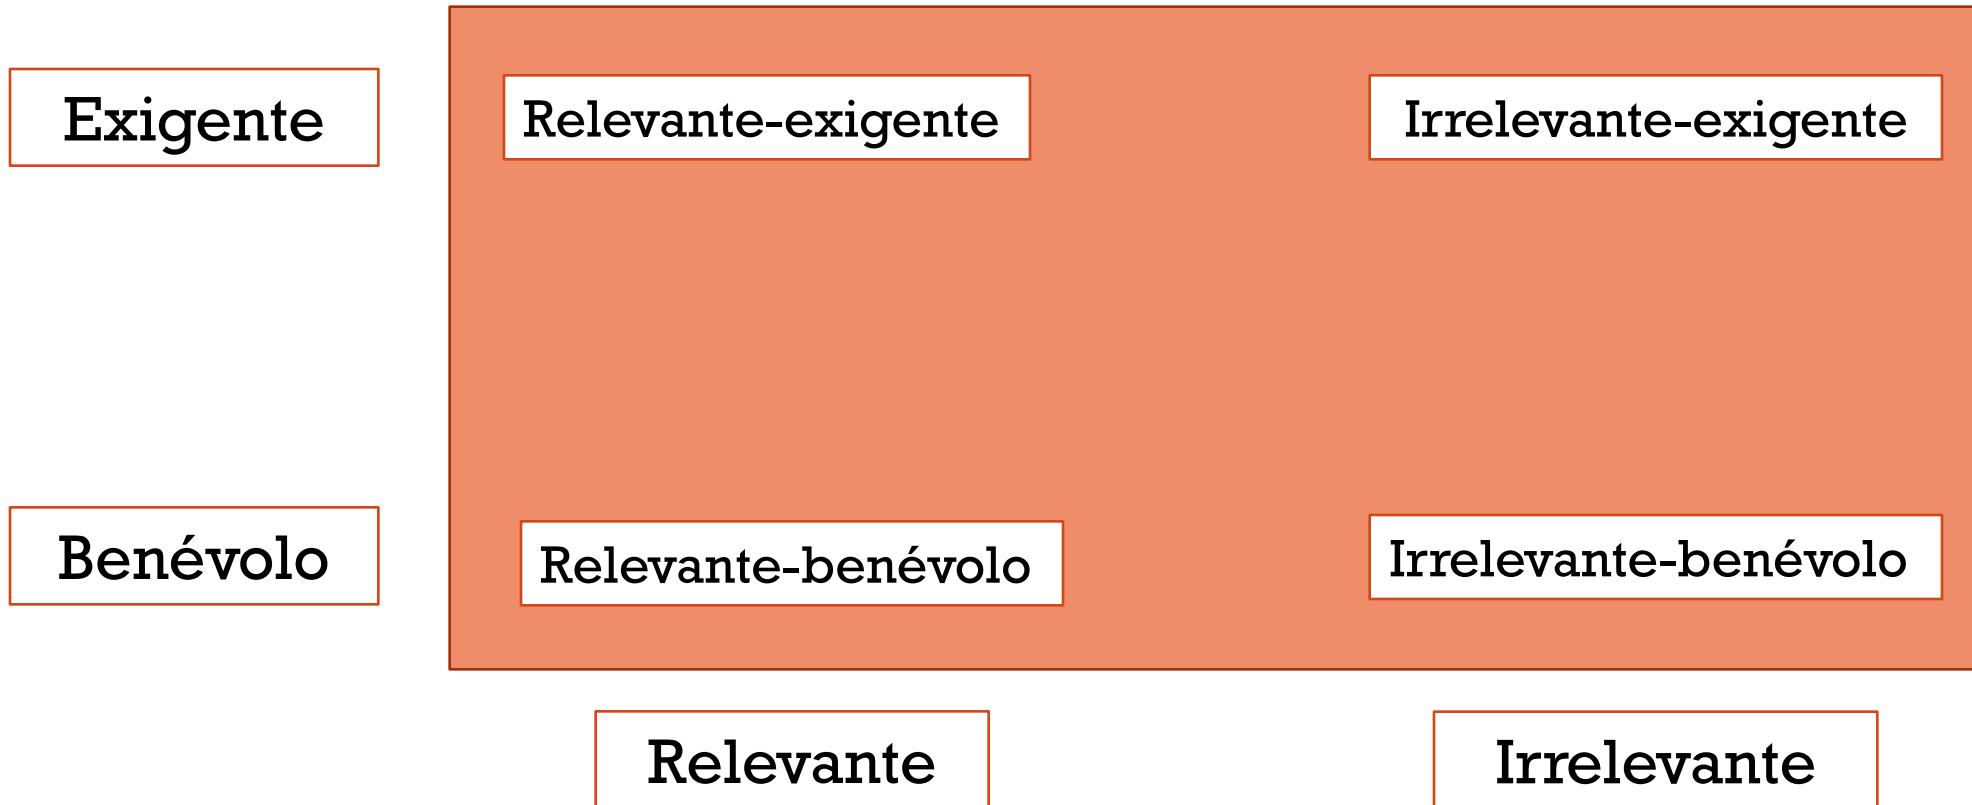 Exigente
Relevante-exigente
Irrelevante-exigente
Benévolo
Relevante-benévolo
Irrelevante-benévolo
Relevante
Irrelevante